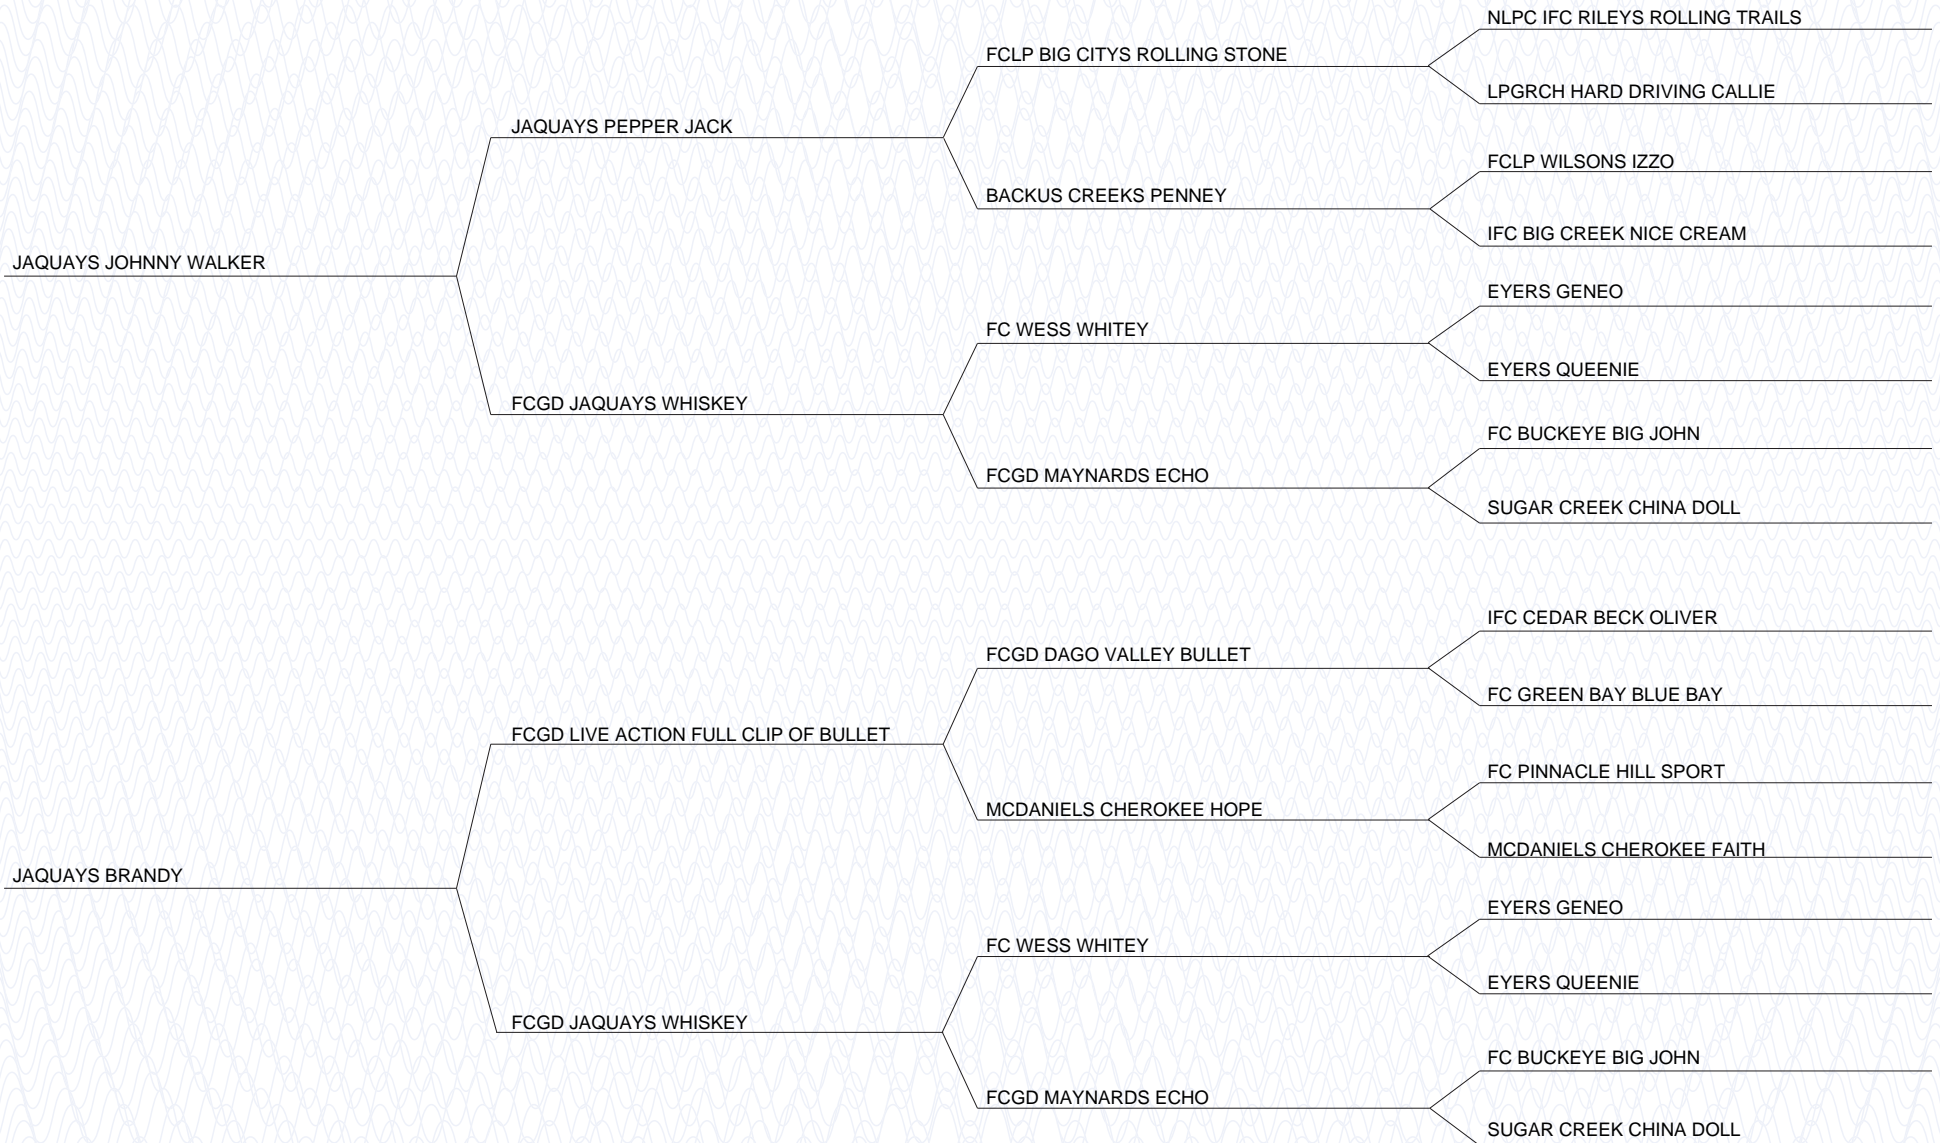 NLPC IFC RILEYS ROLLING TRAILS
FCLP BIG CITYS ROLLING STONE
LPGRCH HARD DRIVING CALLIE
JAQUAYS PEPPER JACK
FCLP WILSONS IZZO
BACKUS CREEKS PENNEY
IFC BIG CREEK NICE CREAM
JAQUAYS JOHNNY WALKER
EYERS GENEO
FC WESS WHITEY
EYERS QUEENIE
FCGD JAQUAYS WHISKEY
FC BUCKEYE BIG JOHN
FCGD MAYNARDS ECHO
SUGAR CREEK CHINA DOLL
IFC CEDAR BECK OLIVER
FCGD DAGO VALLEY BULLET
FC GREEN BAY BLUE BAY
FCGD LIVE ACTION FULL CLIP OF BULLET
FC PINNACLE HILL SPORT
MCDANIELS CHEROKEE HOPE
MCDANIELS CHEROKEE FAITH
JAQUAYS BRANDY
EYERS GENEO
FC WESS WHITEY
EYERS QUEENIE
FCGD JAQUAYS WHISKEY
FC BUCKEYE BIG JOHN
FCGD MAYNARDS ECHO
SUGAR CREEK CHINA DOLL